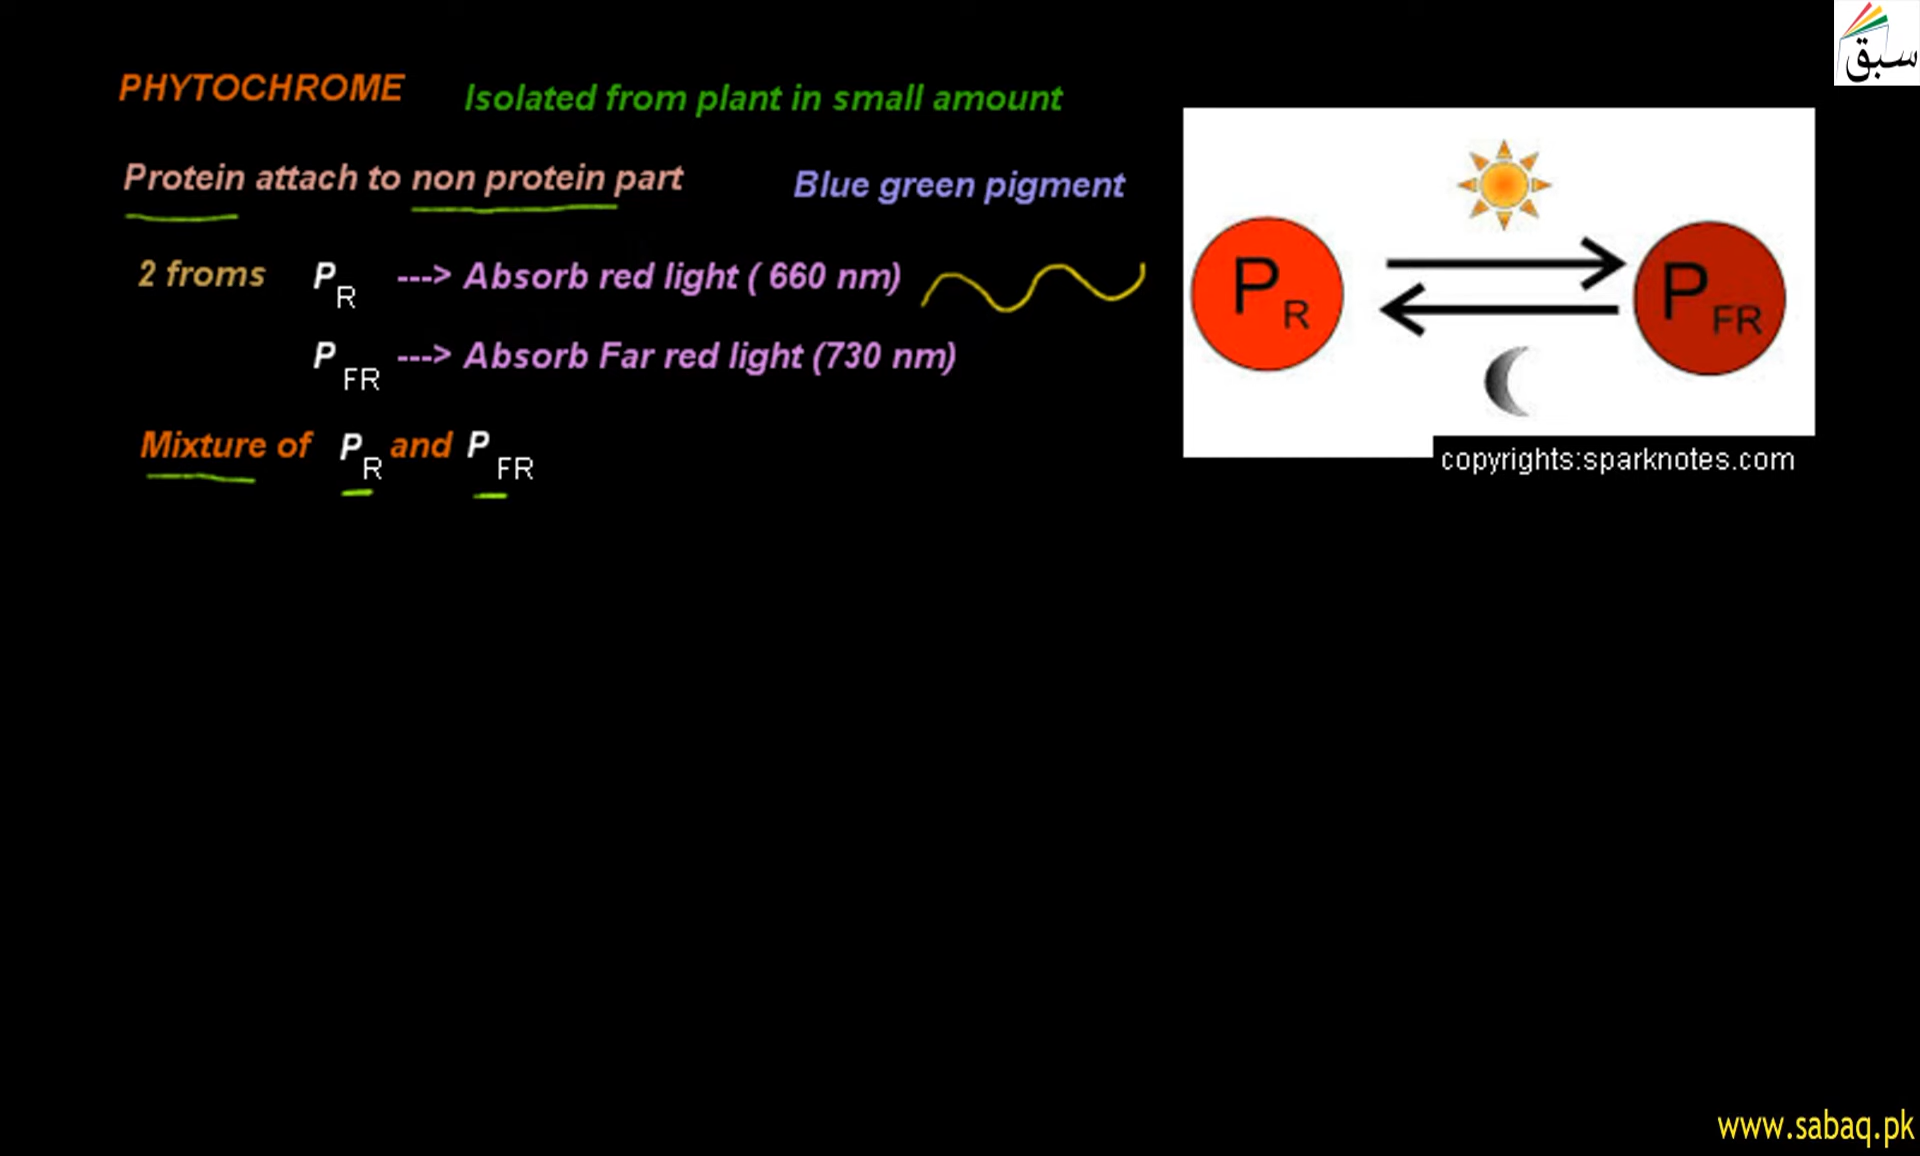 سبق
PHYTOCHROME
Isolated from plant in small amount
Protein attach to non protein part
Blue green pigment
2 froms P R ---> Absorb red light ( 660 nm)
P FR ---> Absorb Far red light (730 nm)
Mixture of P R and P FR
P R
P FR
copyrights:sparknotes.com
www.sabaq.pk